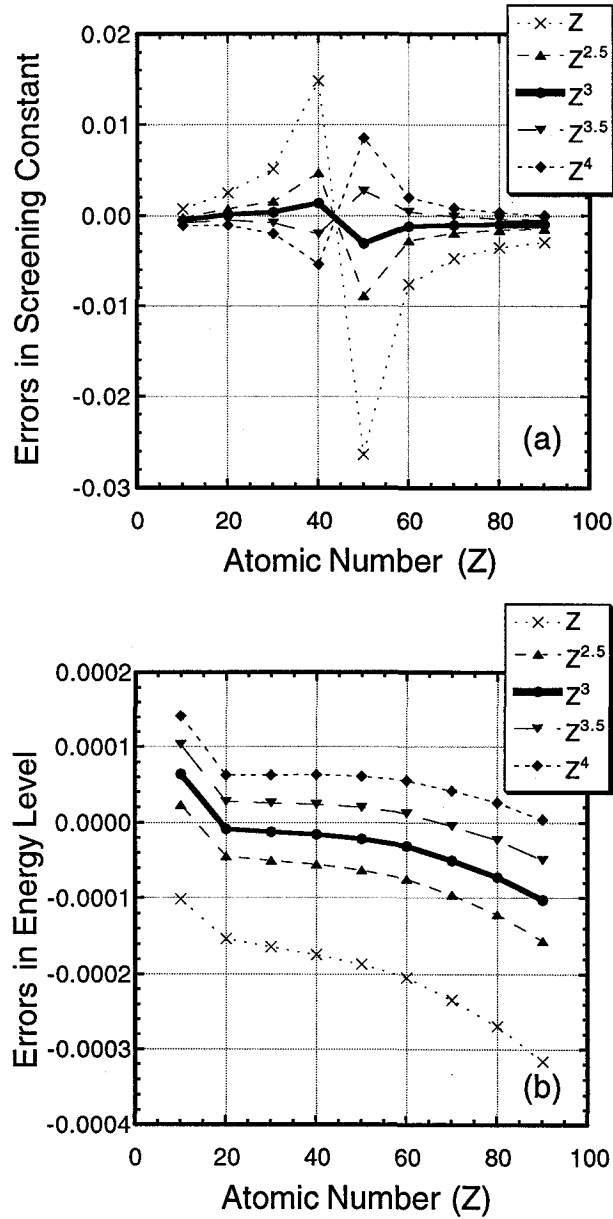 Z
Z2.5
Z3
Z3.5
Z4
0.02
0.01
0.00
-0.01
-0.02
-0.03
Errors in Screening Constant
(a)
0 20 40 60 80 100
Atomic Number (Z)
Z
Z2.5
Z3
Z3.5
Z4
0.0002
0.0001
0.0000
-0.0001
-0.0002
-0.0003
-0.0004
Errors in Energy Level
(b)
0 20 40 60 80 100
Atomic Number (Z)